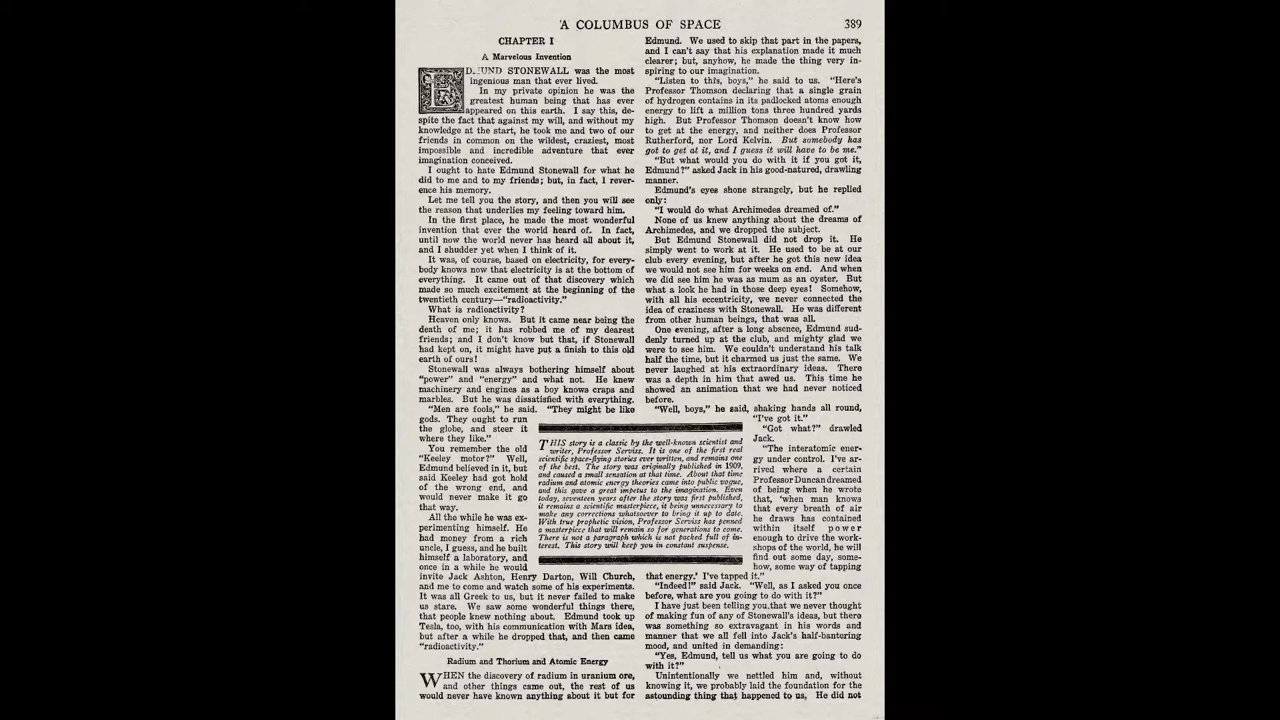 A COLUMBUS OF SPACE
389
CHAPTER I
A Marvelous Invention
EDMUND STONEWALL was the most
ingenious man that ever lived.
In my private opinion he was the
greatest human being that has ever
appeared on this earth. I say this, de-
spite the fact that against my will, and without my
knowledge at the start, he took me and two of our
friends in common on the wildest, craziest, most
impossible and incredible adventure that ever
imagination conceived.
I ought to hate Edmund Stonewall for what he
did to me and to my friends; but, in fact, I rever-
ence his memory.
Let me tell you the story, and then you will see
the reason that underlies my feeling toward him.
In the first place, he made the most wonderful
invention that ever the world heard of. In fact,
until now the world never has heard all about it,
and I shudder yet when I think of it.
It was, of course, based on electricity, for every-
body knows now that electricity is at the bottom of
everything. It came out of that discovery which
made so much excitement at the beginning of the
twentieth century—"radioactivity."
What is radioactivity?
Heaven only knows. But it came near being the
death of me; it has robbed me of my dearest
friends; and I don't know but that, if Stonewall
had kept on, it might have put a finish to this old
earth of ours!
Stonewall was always bothering himself about
"power" and "energy" and what not. He knew
machinery and engines as a boy knows craps and
marbles. But he was dissatisfied with everything.
"Men are fools," he said. "They might be like
gods. They ought to run
the globe, and steer it
where they like."
You remember the old
"Keeley motor?" Well,
Edmund believed in it, but
said Keeley had got hold
of the wrong end, and
would never make it go
that way.
All the while he was ex-
perimenting himself. He
had money from a rich
uncle, I guess, and he built
himself a laboratory, and
once in a while he would
invite Jack Ashton, Henry Darton, Will Church,
and me to come and watch some of his experiments.
It was all Greek to us, but it never failed to make
us stare. We saw some wonderful things there,
that people knew nothing about. Edmund took up
Tesla, too, with his communication with Mars idea,
but after a while he dropped that, and then came
"radioactivity."
Radium and Thorium and Atomic Energy
WHEN the discovery of radium in uranium ore,
and other things came out, the rest of us
would never have known anything about it but for
THIS story is a classic by the well-known scientist and
writer, Professor Serviss. It is one of the first real
scientific space-flying stories ever written, and remains one
of the best. The story was originally published in 1909,
and caused a small sensation at that time. About that time
radium and atomic energy theories came into public vogue,
and this gave a great impetus to the imagination. Even
today, seventeen years after the story was first published,
it remains a scientific masterpiece, it being unnecessary to
make any corrections whatsoever to bring it up to date.
With true prophetic vision, Professor Serviss has penned
a masterpiece that will remain so for generations to come.
There is not a paragraph which is not packed full of in-
terest. This story will keep you in constant suspense.
Edmund. We used to skip that part in the papers,
and I can't say that his explanation made it much
clearer; but, anyhow, he made the thing very in-
spiring to our imagination.
"Listen to this, boys," he said to us. "Here's
Professor Thomson declaring that a single grain
of hydrogen contains in its padlocked atoms enough
energy to lift a million tons three hundred yards
high. But Professor Thomson doesn't know how
to get at the energy, and neither does Professor
Rutherford, nor Lord Kelvin. But somebody has
got to get at it, and I guess it will have to be me."
"But what would you do with it if you got it,
Edmund?" asked Jack in his good-natured, drawling
manner.
Edmund's eyes shone strangely, but he replied
only:
"I would do what Archimedes dreamed of."
None of us knew anything about the dreams of
Archimedes, and we dropped the subject.
But Edmund Stonewall did not drop it. He
simply went to work at it. He used to be at our
club every evening, but after he got this new idea
we would not see him for weeks on end. And when
we did see him he was as mum as an oyster. But
what a look he had in those deep eyes! Somehow,
with all his eccentricity, we never connected the
idea of craziness with Stonewall. He was different
from other human beings, that was all.
One evening, after a long absence, Edmund sud-
denly turned up at the club, and mighty glad we
were to see him. We couldn't understand his talk
half the time, but it charmed us just the same. We
never laughed at his extraordinary ideas. There
was a depth in him that awed us. This time he
showed an animation that we had never noticed
before.
"Well, boys," he said, shaking hands all round,
"I've got it."
"Got what?" drawled
Jack.
"The interatomic ener-
gy under control. I've ar-
rived where a certain
Professor Duncan dreamed
of being when he wrote
that, 'when man knows
that every breath of air
he draws has contained
within itself power
enough to drive the work-
shops of the world, he will
find out some day, some-
how, some way of tapping
that energy.' I've tapped it."
"Indeed!" said Jack. "Well, as I asked you once
before, what are you going to do with it?"
I have just been telling you that we never thought
of making fun of any of Stonewall's ideas, but there
was something so extravagant in his words and
manner that we all fell into Jack's half-bantering
mood, and united in demanding:
"Yes, Edmund, tell us what you are going to do
with it?"
Unintentionally we nettled him and, without
knowing it, we probably laid the foundation for the
astounding thing that happened to us. He did not